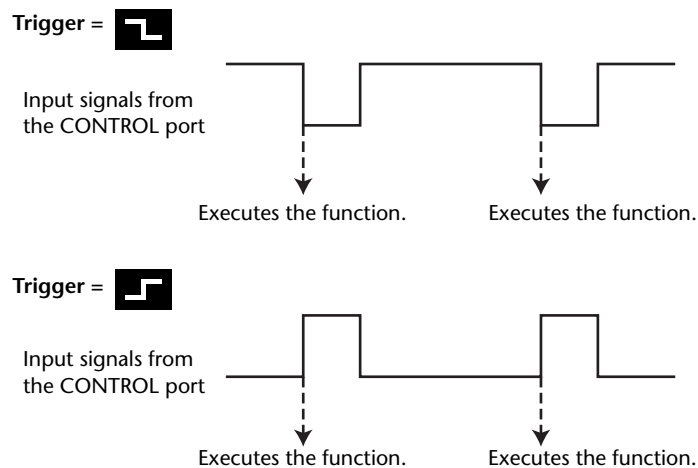 Trigger =
Input signals from
the CONTROL port
Executes the function. Executes the function.
Trigger =
Input signals from
the CONTROL port
Executes the function. Executes the function.